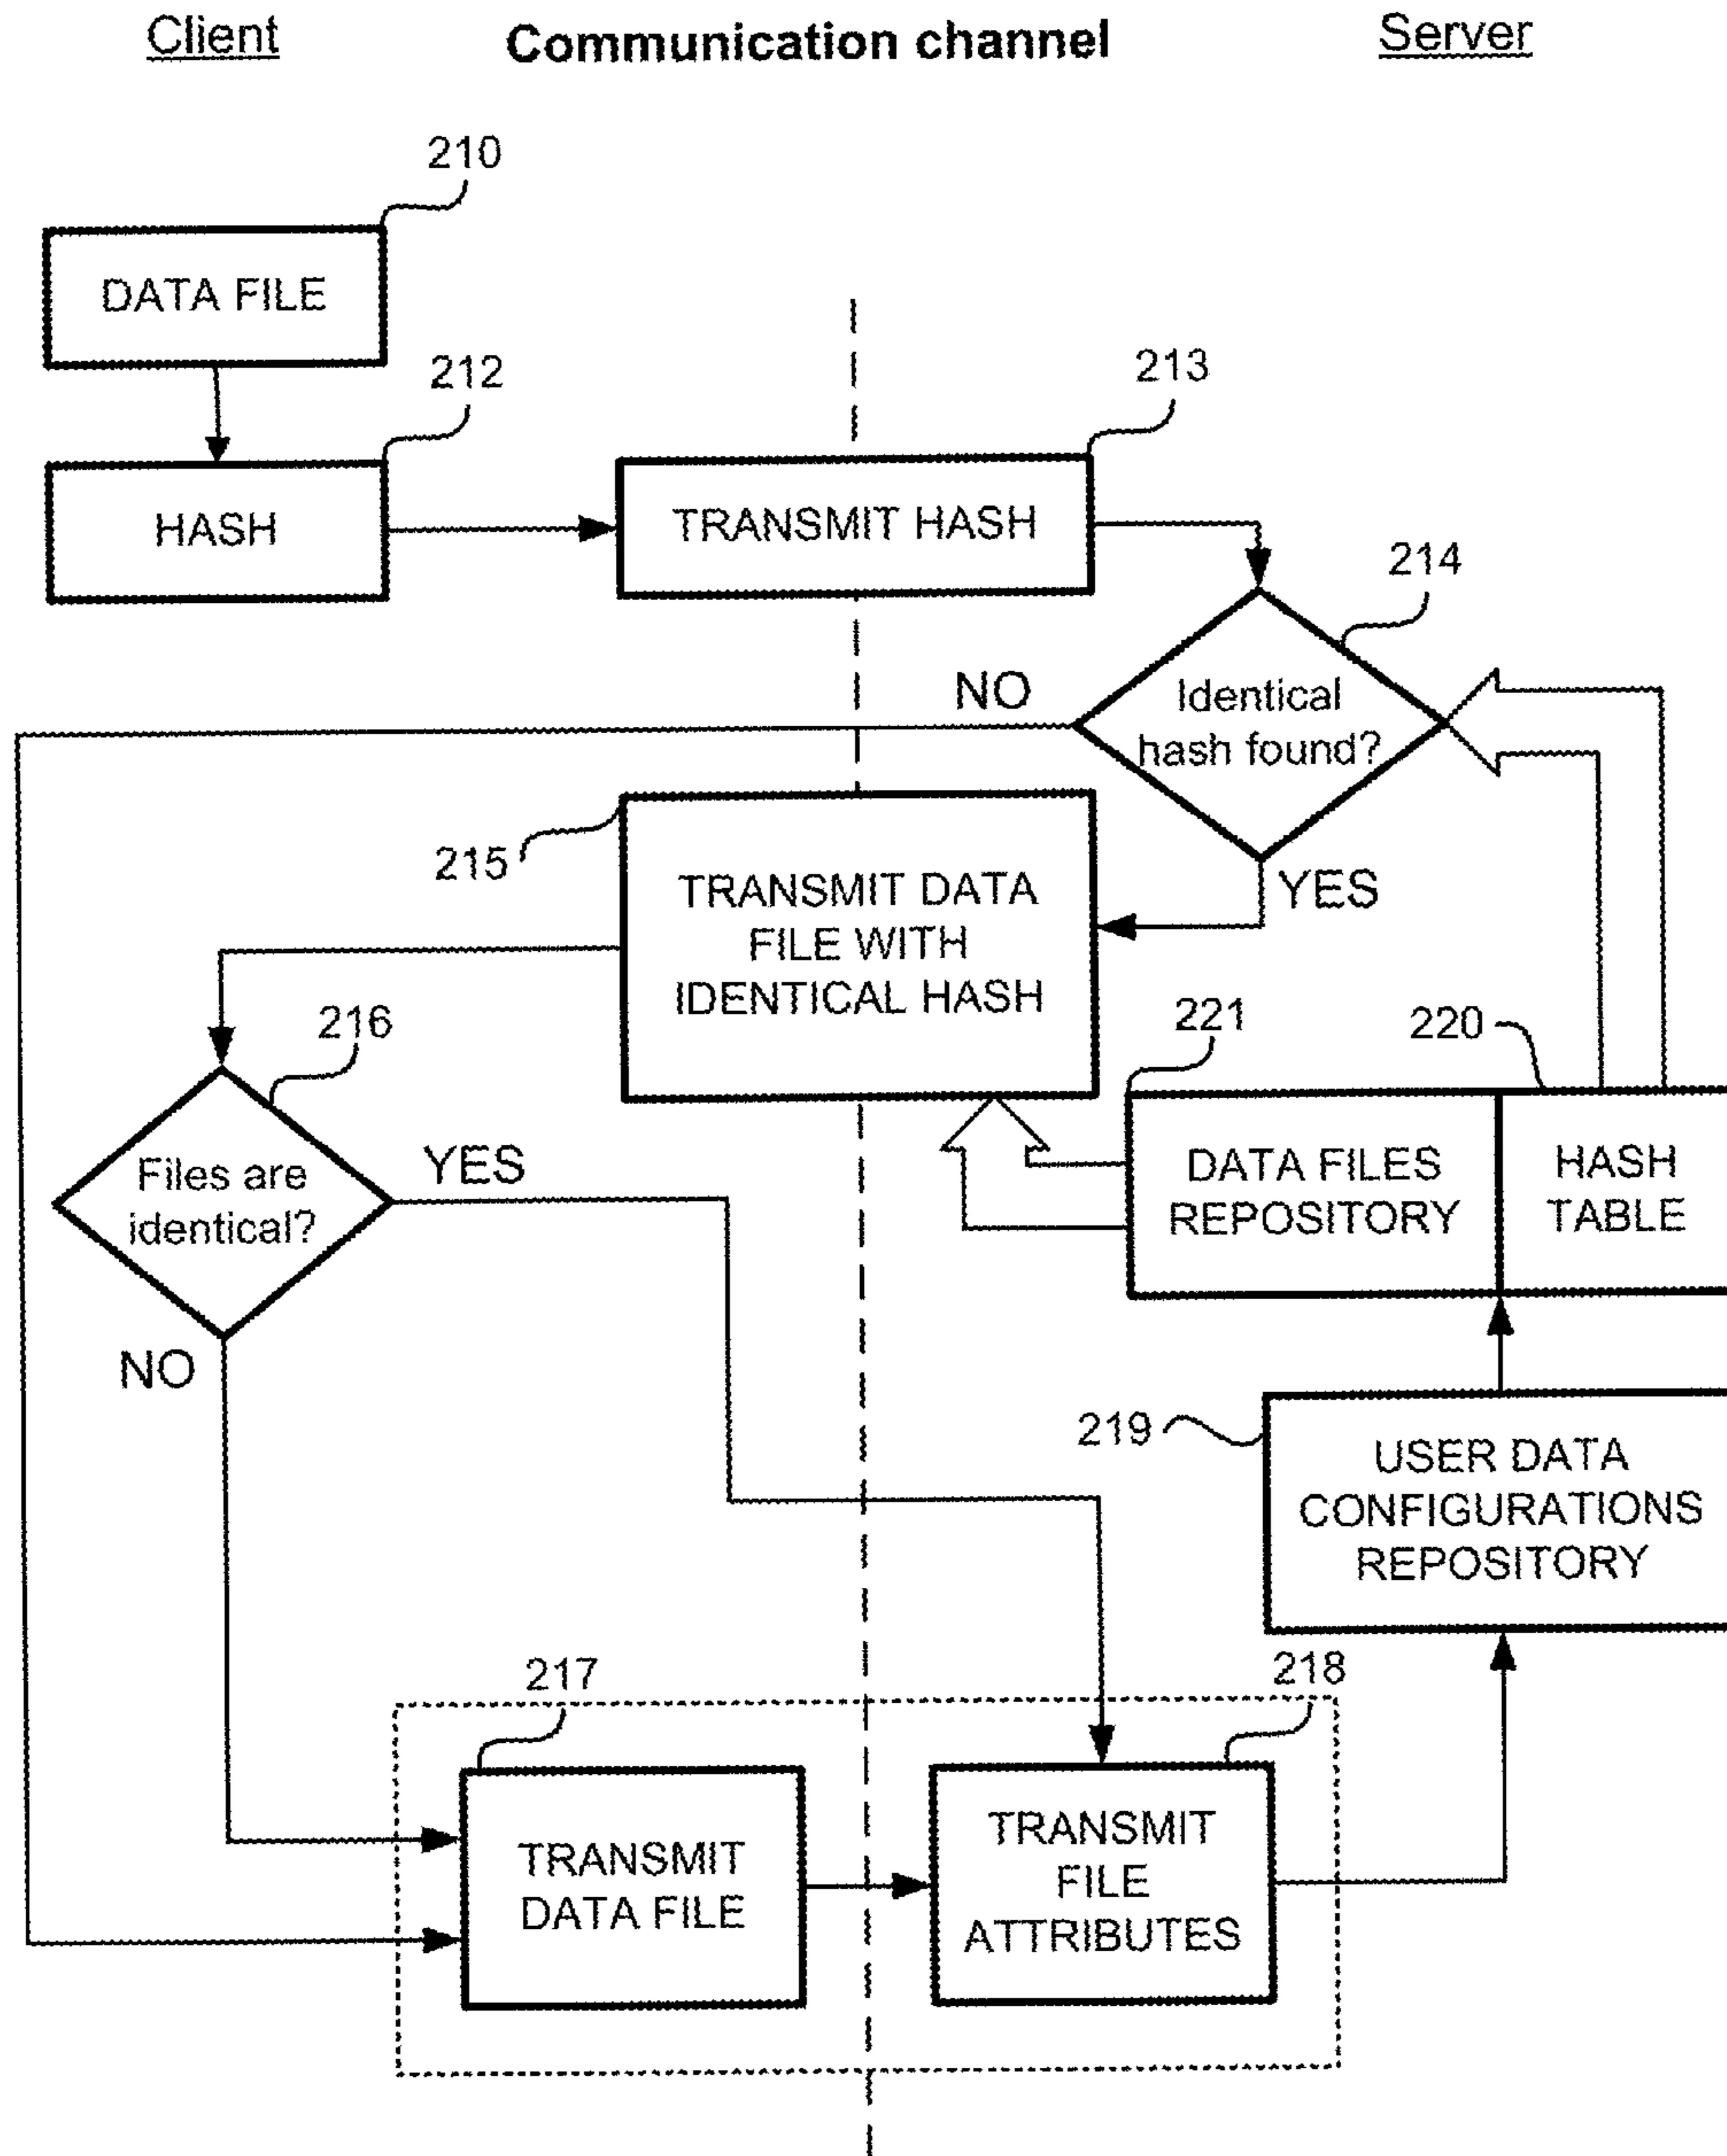 Client
Communication channel
Server
210
DATA FILE
212
213
HASH
TRANSMIT HASH
214
NO
Identical
hash found?
215
YES
TRANSMIT DATA
FILE WITH
IDENTICAL HASH
216
221
220
Files are
identical?
YES
DATA FILES
REPOSITORY
HASH
TABLE
NO
219
USER DATA
CONFIGURATIONS
REPOSITORY
217
218
TRANSMIT
DATA FILE
TRANSMIT
FILE
ATTRIBUTES